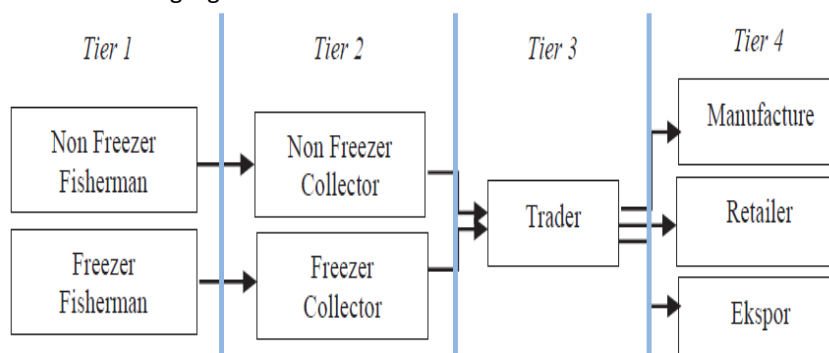 Tier 1
Tier 2
Tier 3
Tier 4
Non Freezer
Fisherman
Non Freezer
Collector
Freezer
Fisherman
Freezer
Collector
Trader
Manufacture
Retailer
Ekspor